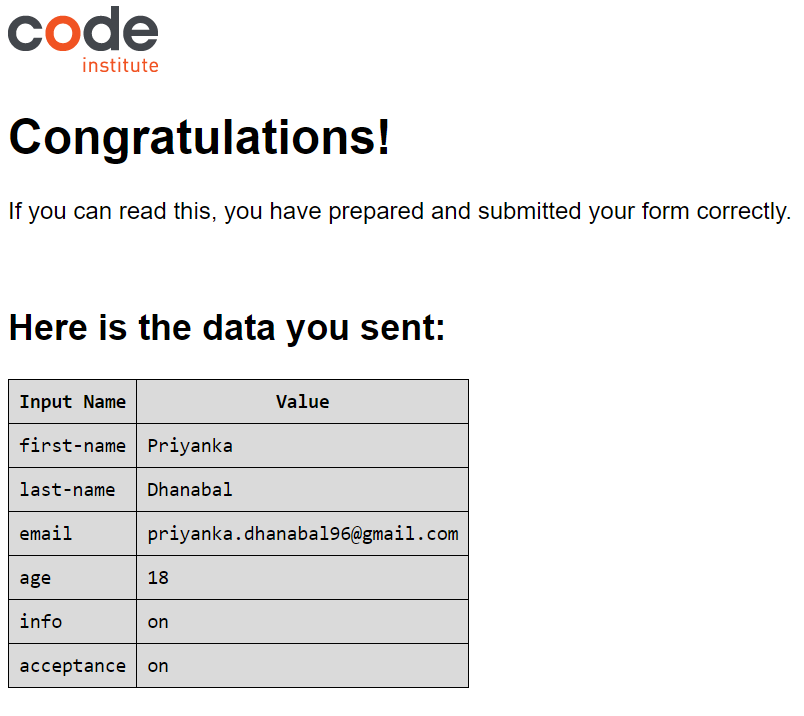 code
institute
Congratulations!
If you can read this, you have prepared and submitted your form correctly.
Here is the data you sent:
Input Name Value
first-name Priyanka
last-name Dhanabal
email priyanka.dhanabal96@gmail.com
age 18
info on
acceptance on